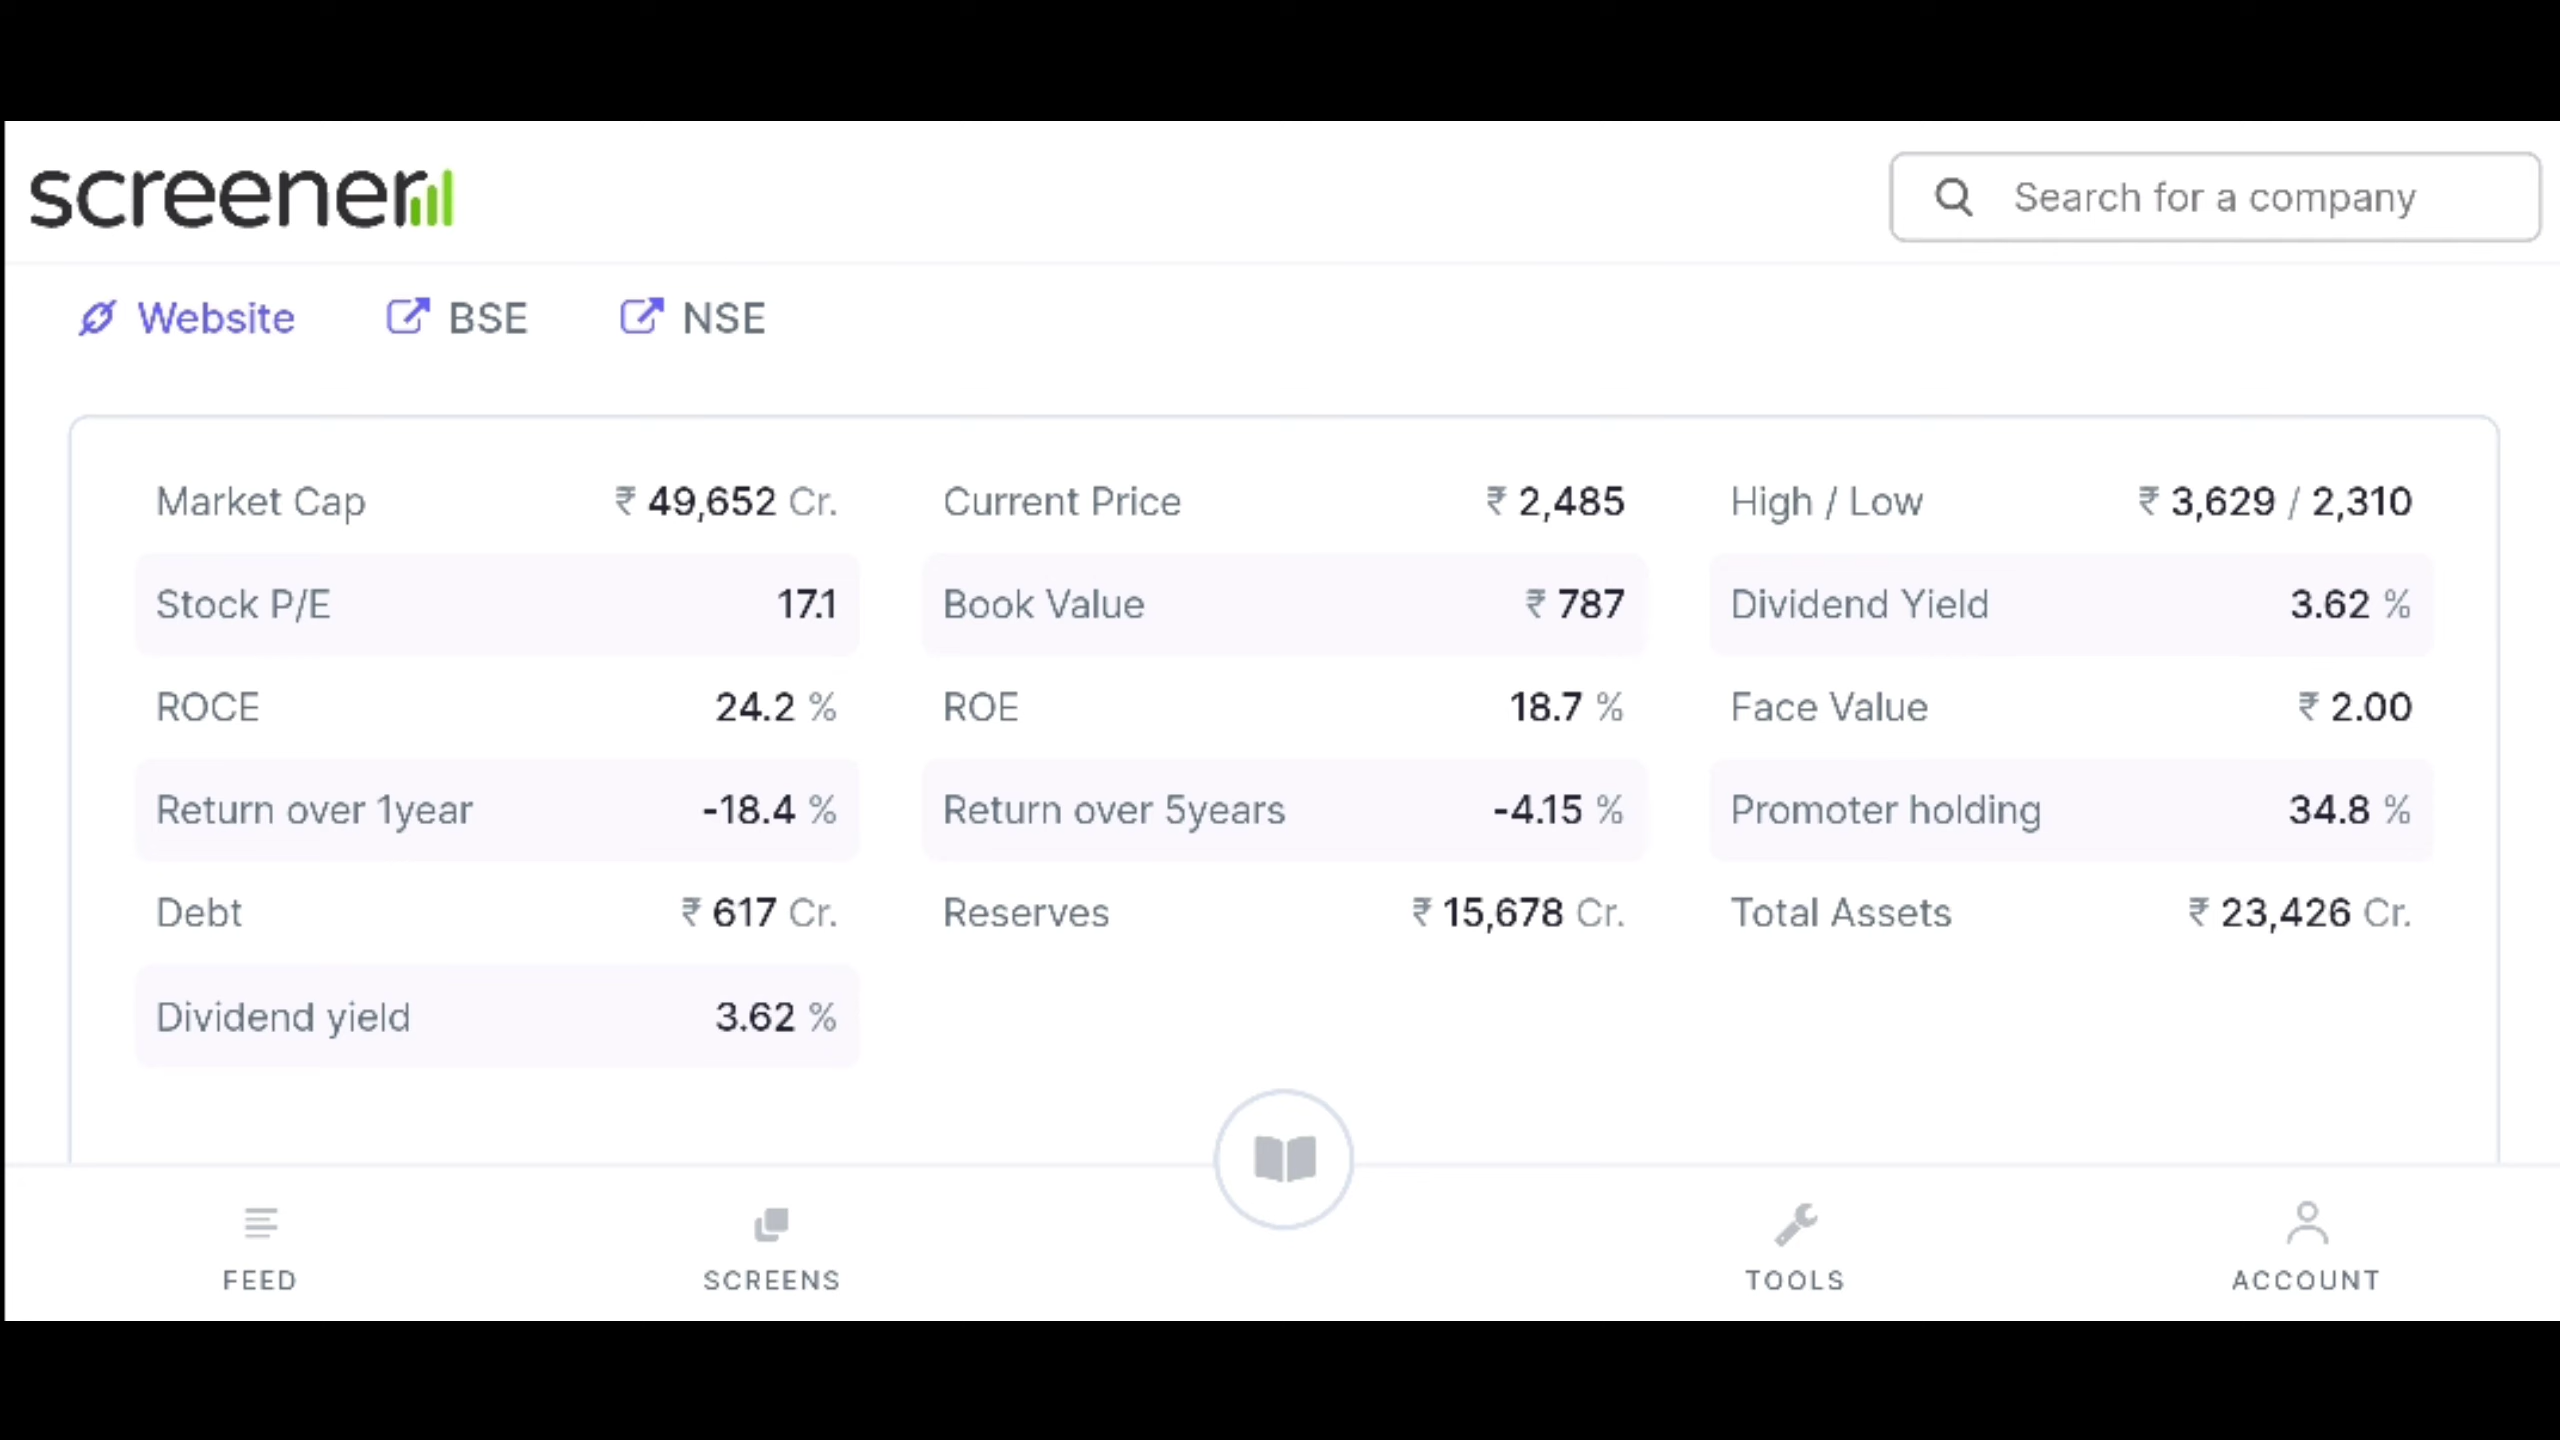 screener
Search for a company
Website BSE NSE
Market Cap ₹ 49,652 Cr. Current Price ₹ 2,485 High / Low ₹ 3,629 / 2,310
Stock P/E 17.1 Book Value ₹ 787 Dividend Yield 3.62 %
ROCE 24.2 % ROE 18.7 % Face Value ₹ 2.00
Return over 1year -18.4 % Return over 5years -4.15 % Promoter holding 34.8 %
Debt ₹ 617 Cr. Reserves ₹ 15,678 Cr. Total Assets ₹ 23,426 Cr.
Dividend yield 3.62 %
FEED SCREENS TOOLS ACCOUNT